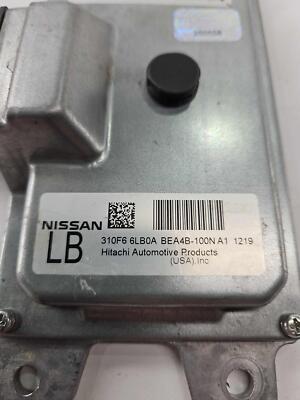 NISSAN
LB
310F6 6LB0A BEA4B-100N A1 1219
Hitachi Automotive Products
(USA),Inc